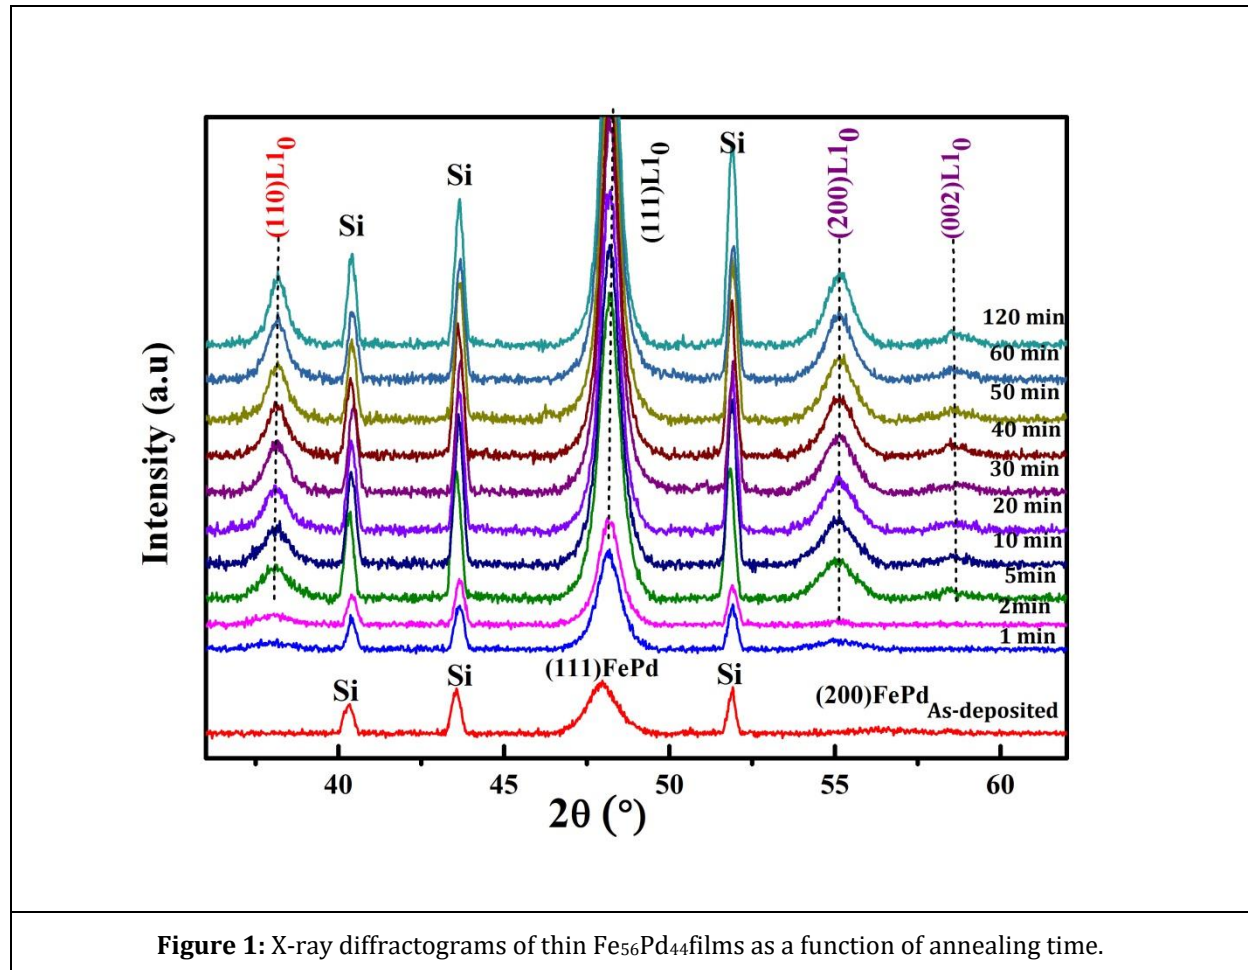 (110)L1₀
Si
Si
(111)L1₀
Si
(200)L1₀
(002)L1₀
120 min
60 min
50 min
40 min
30 min
20 min
10 min
5min
2min
1 min
Si
Si
(111)FePd
Si
(200)FePd
As-deposited
Intensity (a.u)
40
45
50
55
60
2θ (°)
Figure 1: X-ray diffractograms of thin Fe₅₆Pd₄₄films as a function of annealing time.